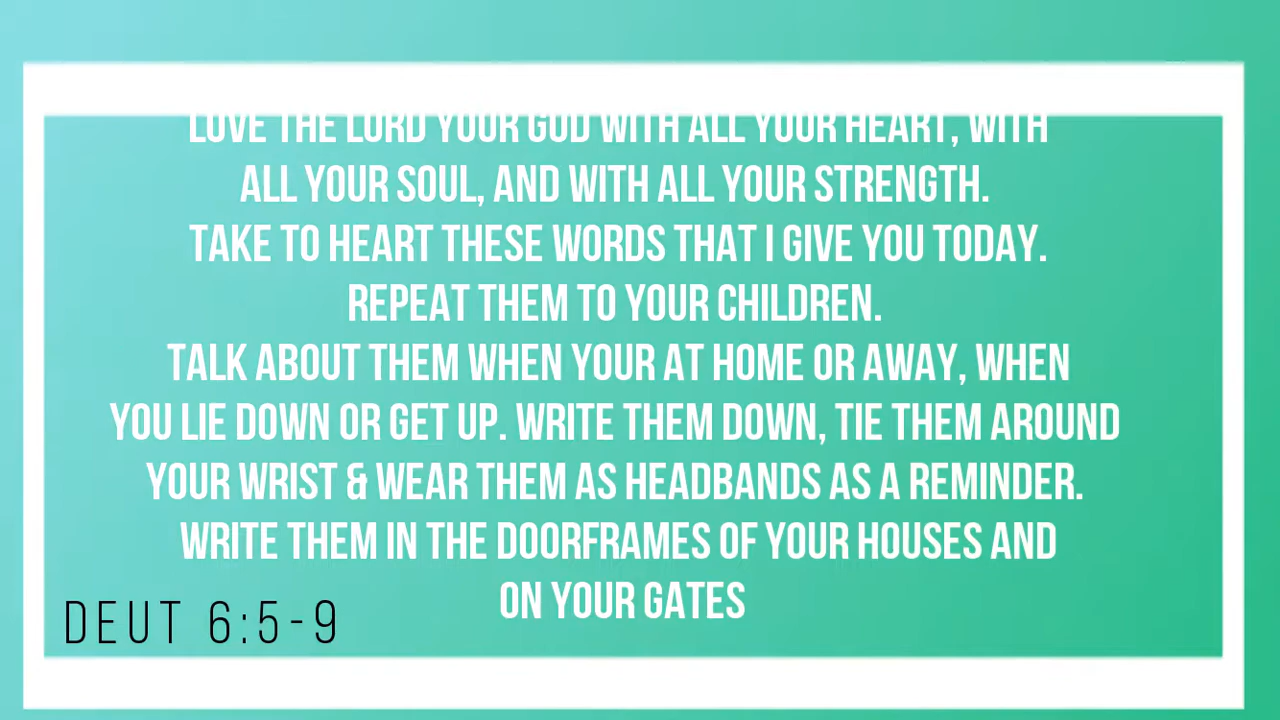 LOVE THE LORD YOUR GOD WITH ALL YOUR HEART, WITH
ALL YOUR SOUL, AND WITH ALL YOUR STRENGTH.
TAKE TO HEART THESE WORDS THAT I GIVE YOU TODAY.
REPEAT THEM TO YOUR CHILDREN.
TALK ABOUT THEM WHEN YOUR AT HOME OR AWAY, WHEN
YOU LIE DOWN OR GET UP. WRITE THEM DOWN, TIE THEM AROUND
YOUR WRIST & WEAR THEM AS HEADBANDS AS A REMINDER.
WRITE THEM IN THE DOORFRAMES OF YOUR HOUSES AND
ON YOUR GATES
DEUT 6:5-9